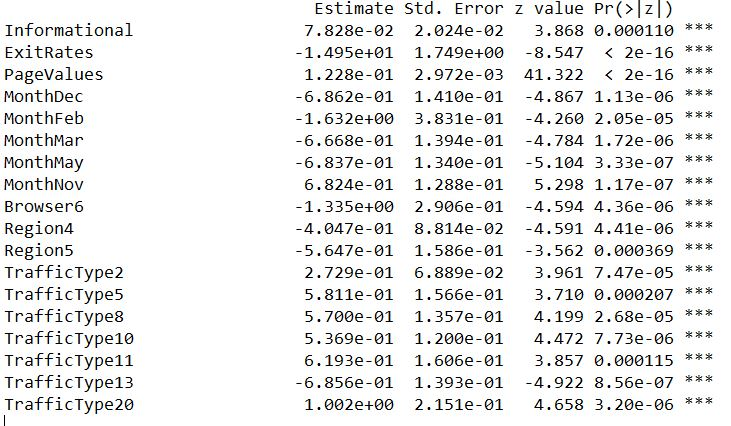 Estimate Std. Error z value Pr(>|z|)
Informational 7.828e-02 2.024e-02 3.868 0.000110 ***
ExitRates -1.495e+01 1.749e+00 -8.547 < 2e-16 ***
PageValues 1.228e-01 2.972e-03 41.322 < 2e-16 ***
MonthDec -6.862e-01 1.410e-01 -4.867 1.13e-06 ***
MonthFeb -1.632e+00 3.831e-01 -4.260 2.05e-05 ***
MonthMar -6.668e-01 1.394e-01 -4.784 1.72e-06 ***
MonthMay -6.837e-01 1.340e-01 -5.104 3.33e-07 ***
MonthNov 6.824e-01 1.288e-01 5.298 1.17e-07 ***
Browser6 -1.335e+00 2.906e-01 -4.594 4.36e-06 ***
Region4 -4.047e-01 8.814e-02 -4.591 4.41e-06 ***
Region5 -5.647e-01 1.586e-01 -3.562 0.000369 ***
TrafficType2 2.729e-01 6.889e-02 3.961 7.47e-05 ***
TrafficType5 5.811e-01 1.566e-01 3.710 0.000207 ***
TrafficType8 5.700e-01 1.357e-01 4.199 2.68e-05 ***
TrafficType10 5.369e-01 1.200e-01 4.472 7.73e-06 ***
TrafficType11 6.193e-01 1.606e-01 3.857 0.000115 ***
TrafficType13 -6.856e-01 1.393e-01 -4.922 8.56e-07 ***
TrafficType20 1.002e+00 2.151e-01 4.658 3.20e-06 ***